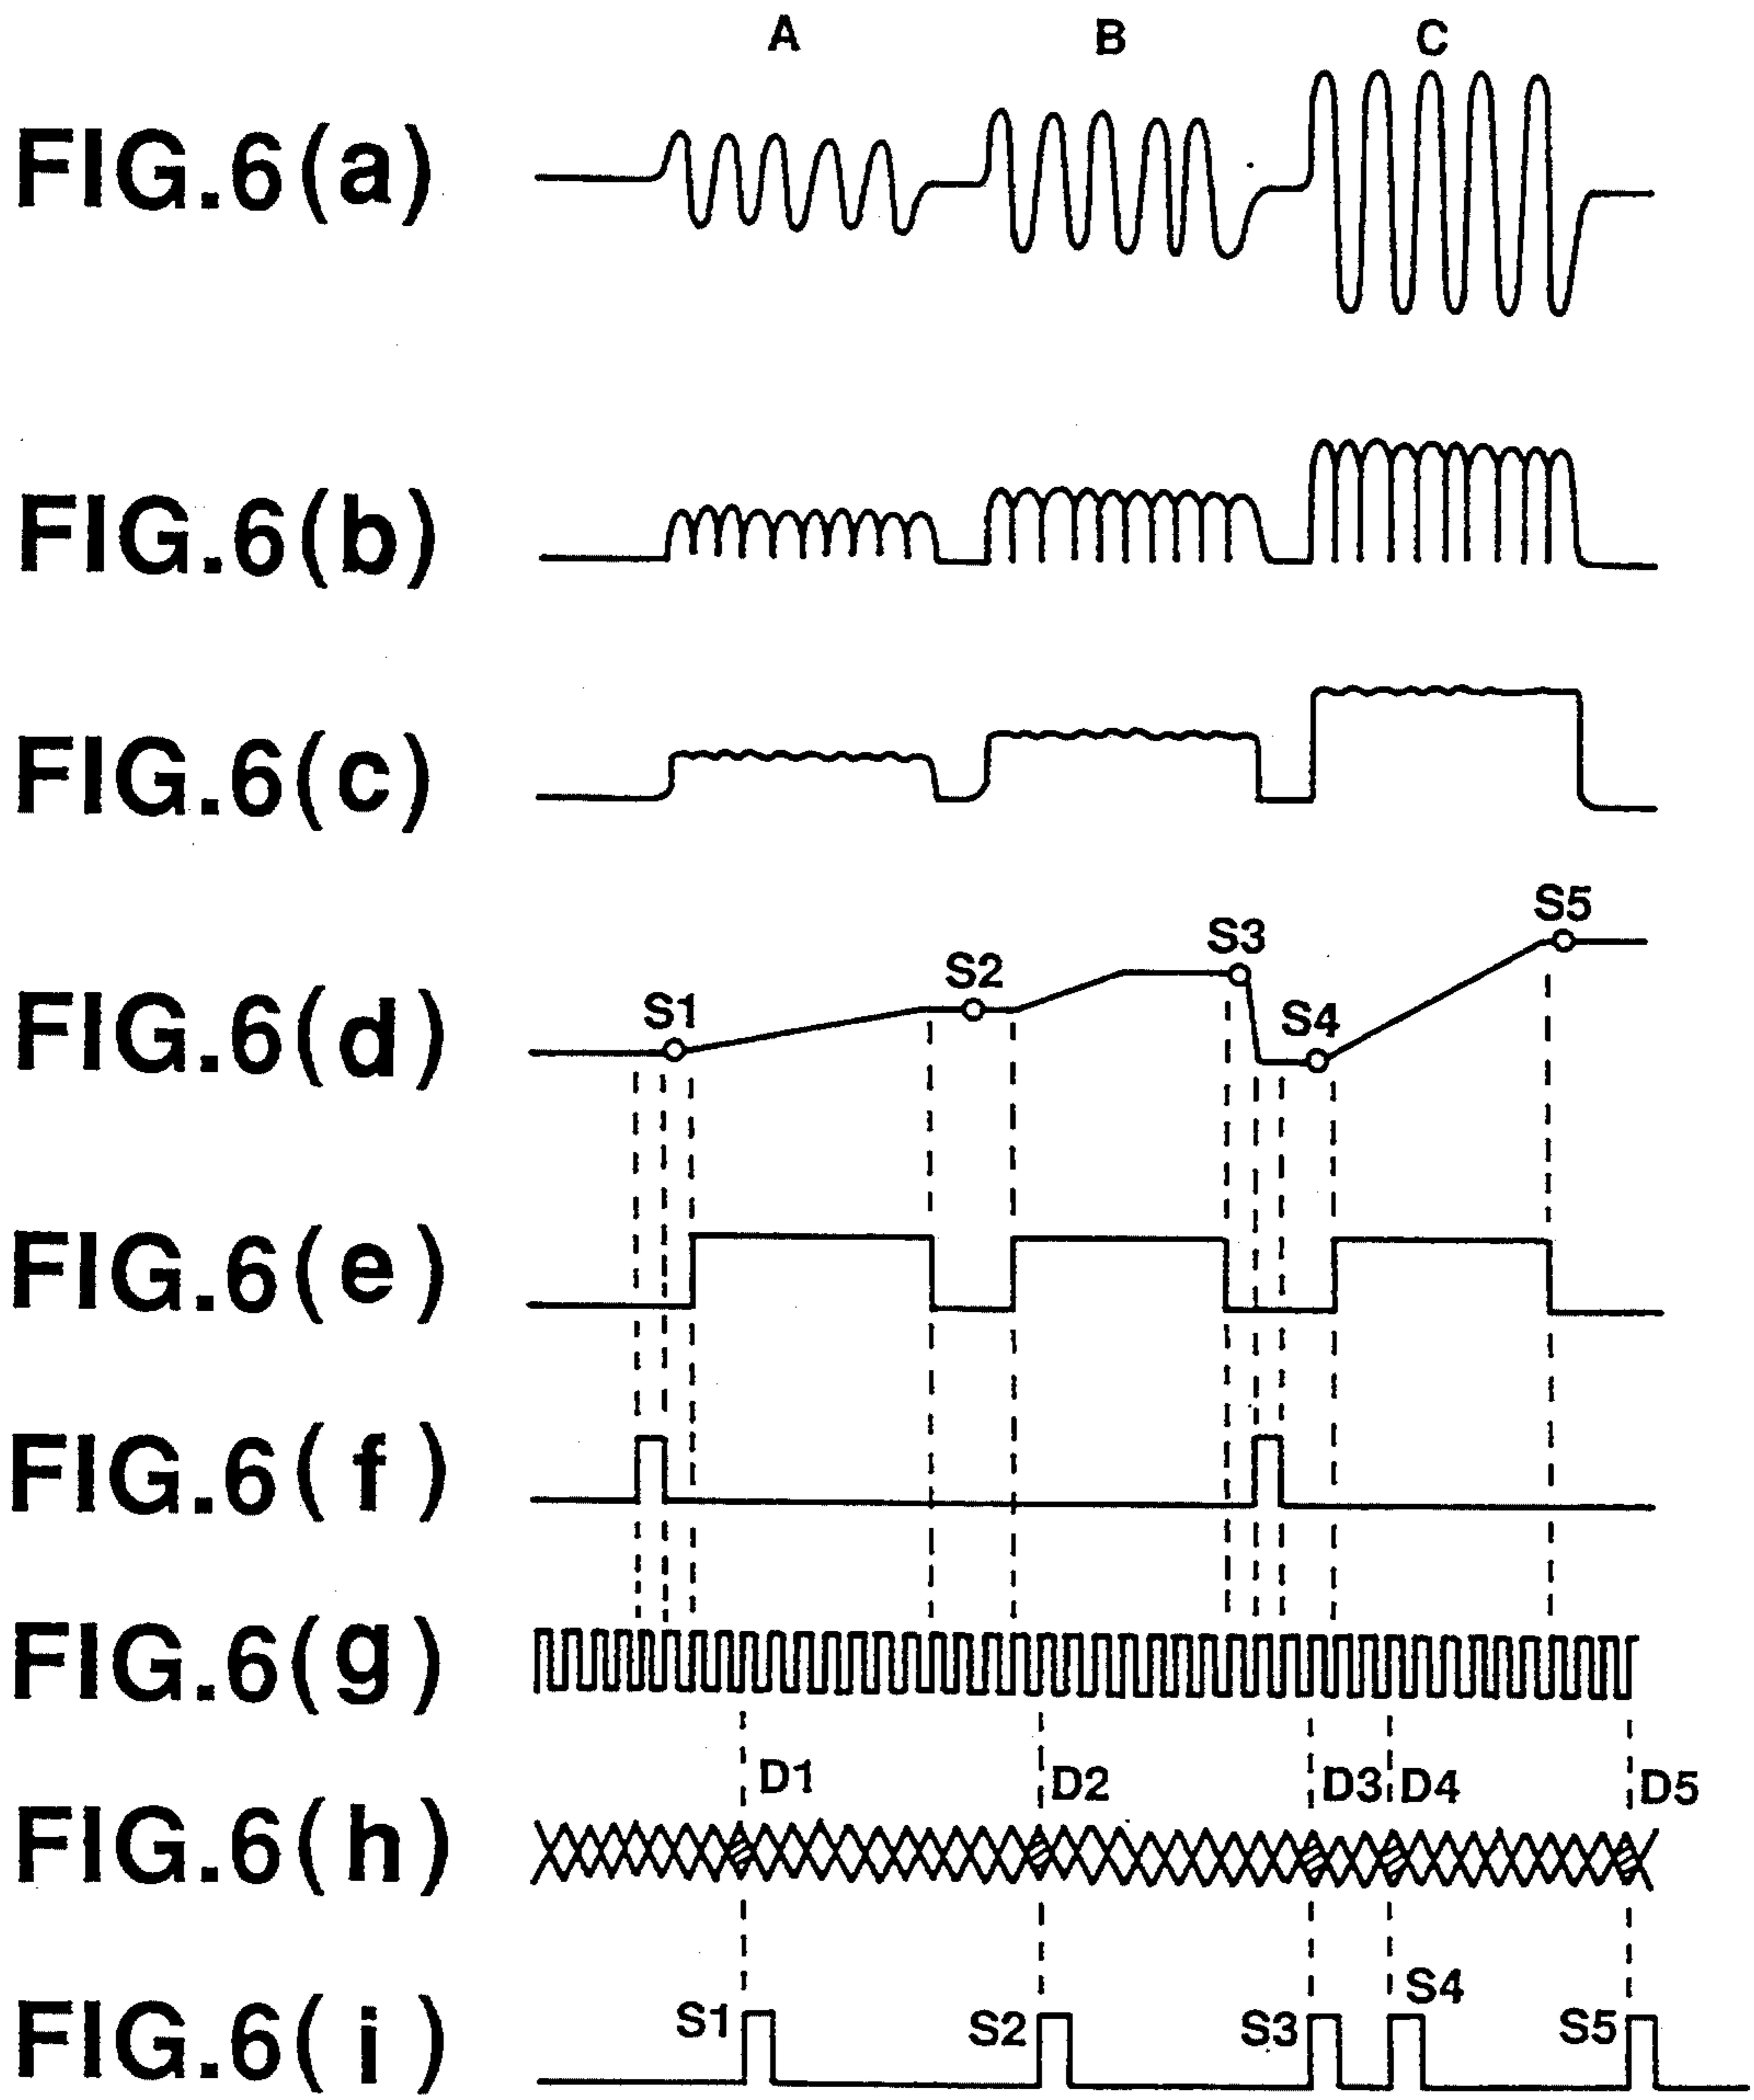 A B C
FIG.6(a)
FIG.6(b)
FIG.6(c)
S1 S2 S3 S4 S5
FIG.6(d)
FIG.6(e)
FIG.6(f)
FIG.6(g)
D1 D2 D3 D4 D5
FIG.6(h)
S1 S2 S3 S4 S5
FIG.6(i)